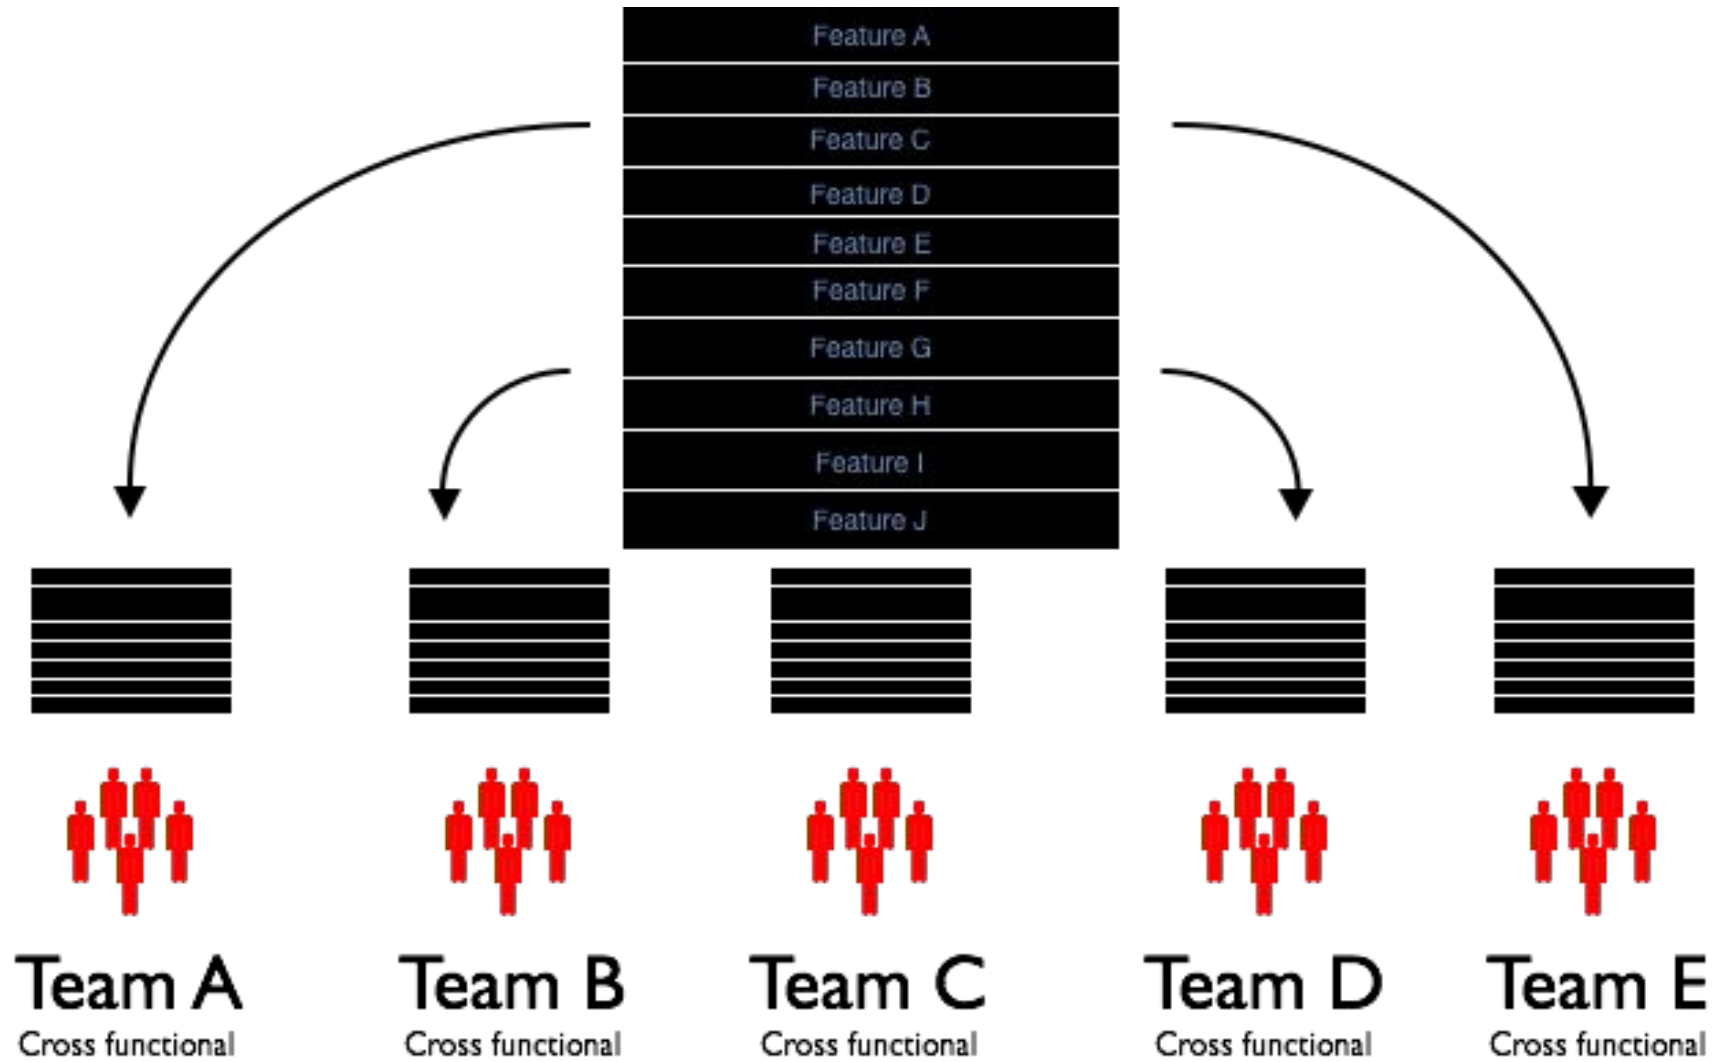 Feature A
Feature B
Feature C
Feature D
Feature E
Feature F
Feature G
Feature H
Feature I
Feature J
Team A
Cross functional
Team B
Cross functional
Team C
Cross functional
Team D
Cross functional
Team E
Cross functional